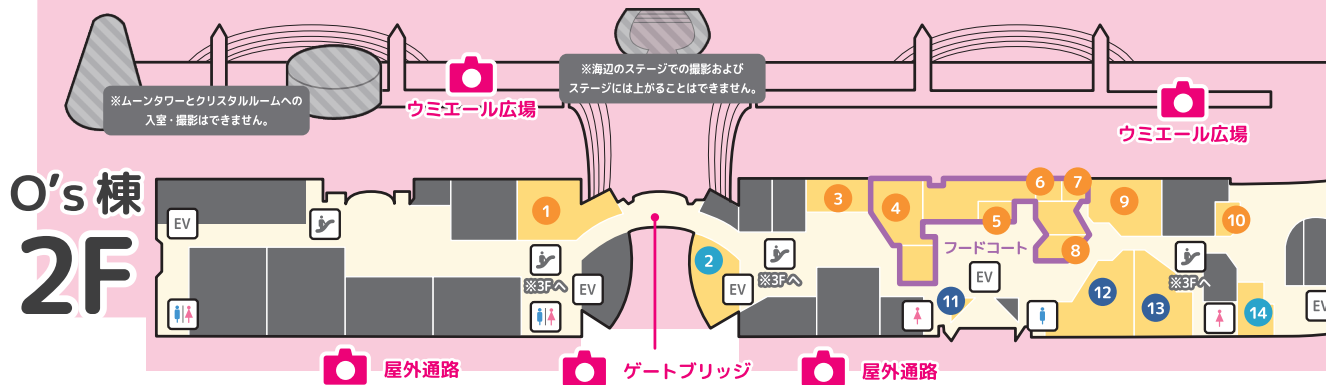 ※ムーンタワーとクリスタルルームへの
入室・撮影はできません。
ウミエール広場
※海辺のステージでの撮影および
ステージには上がることはできません。
ウミエール広場
O's 棟
2F
EV
1
※3Fへ
EV
2
EV
※3Fへ
3
4
5
6
7
8
フードコート
EV
9
10
※3Fへ
11
12
13
14
EV
屋外通路
ゲートブリッジ
屋外通路